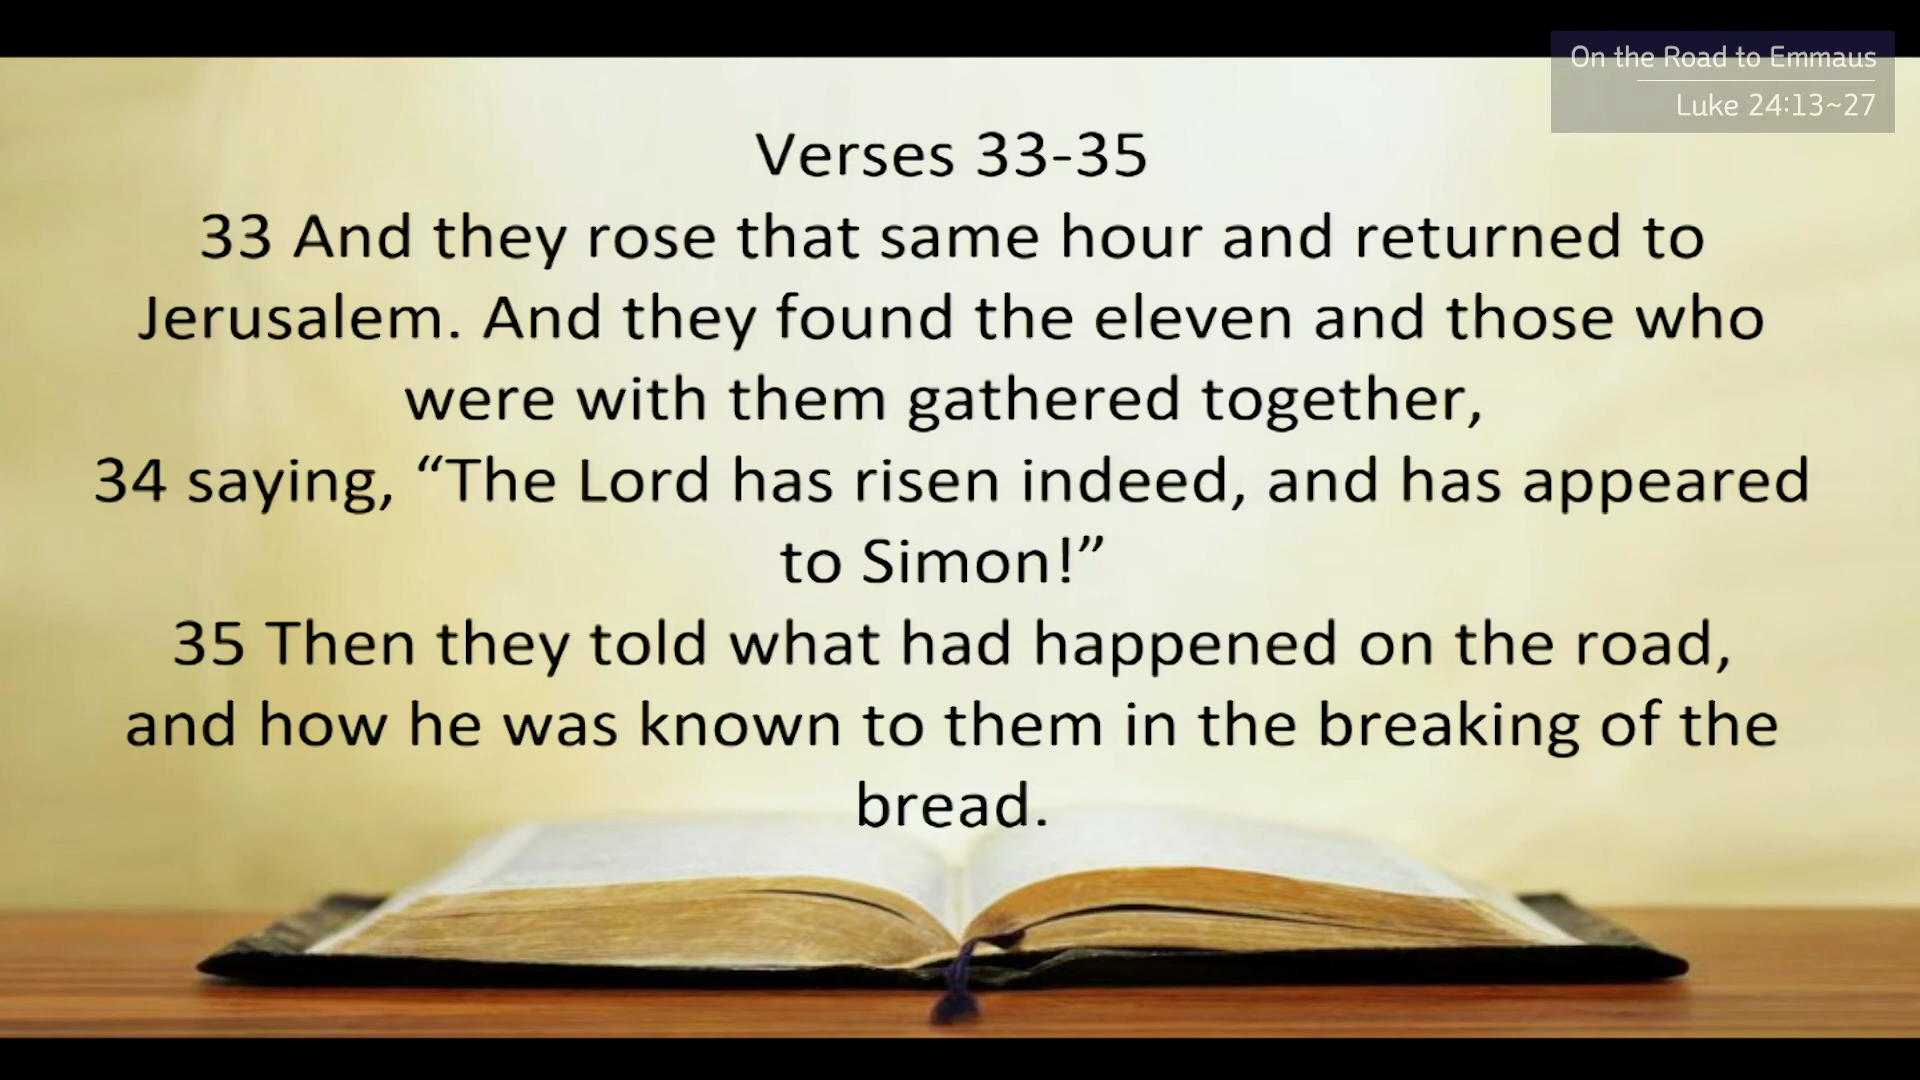 On the Road to Emmaus
Luke 24:13~27
Verses 33-35
33 And they rose that same hour and returned to
Jerusalem. And they found the eleven and those who
were with them gathered together,
34 saying, “The Lord has risen indeed, and has appeared
to Simon!”
35 Then they told what had happened on the road,
and how he was known to them in the breaking of the
bread.